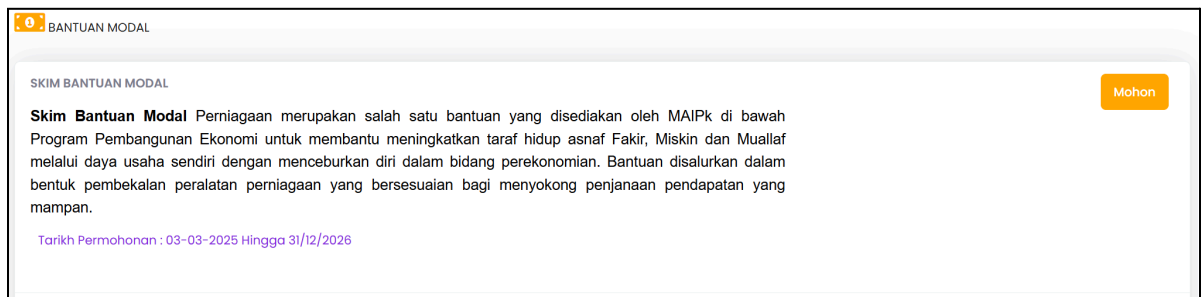 BANTUAN MODAL
SKIM BANTUAN MODAL
Mohon
Skim Bantuan Modal Perniagaan merupakan salah satu bantuan yang disediakan oleh MAIPk di bawah
Program Pembangunan Ekonomi untuk membantu meningkatkan taraf hidup asnaf Fakir, Miskin dan Muallaf
melalui daya usaha sendiri dengan menceburkan diri dalam bidang perekonomian. Bantuan disalurkan dalam
bentuk pembekalan peralatan perniagaan yang bersesuaian bagi menyokong penjanaan pendapatan yang
mampan.
Tarikh Permohonan : 03-03-2025 Hingga 31/12/2026